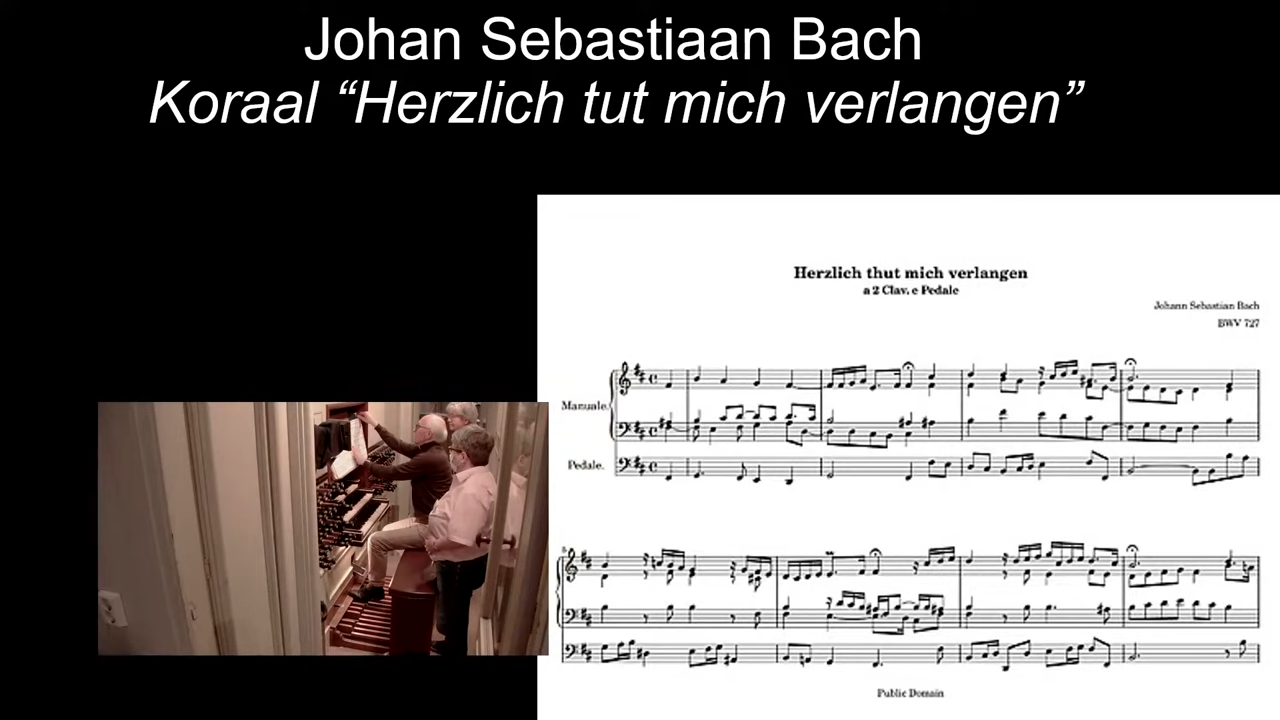 Johan Sebastiaan Bach
Koraal “Herzlich tut mich verlangen”
Herzlich thut mich verlangen
a 2 Clav. e Pedale
Johann Sebastian Bach
BWV 727
Manuale.
Pedale.
Public Domain